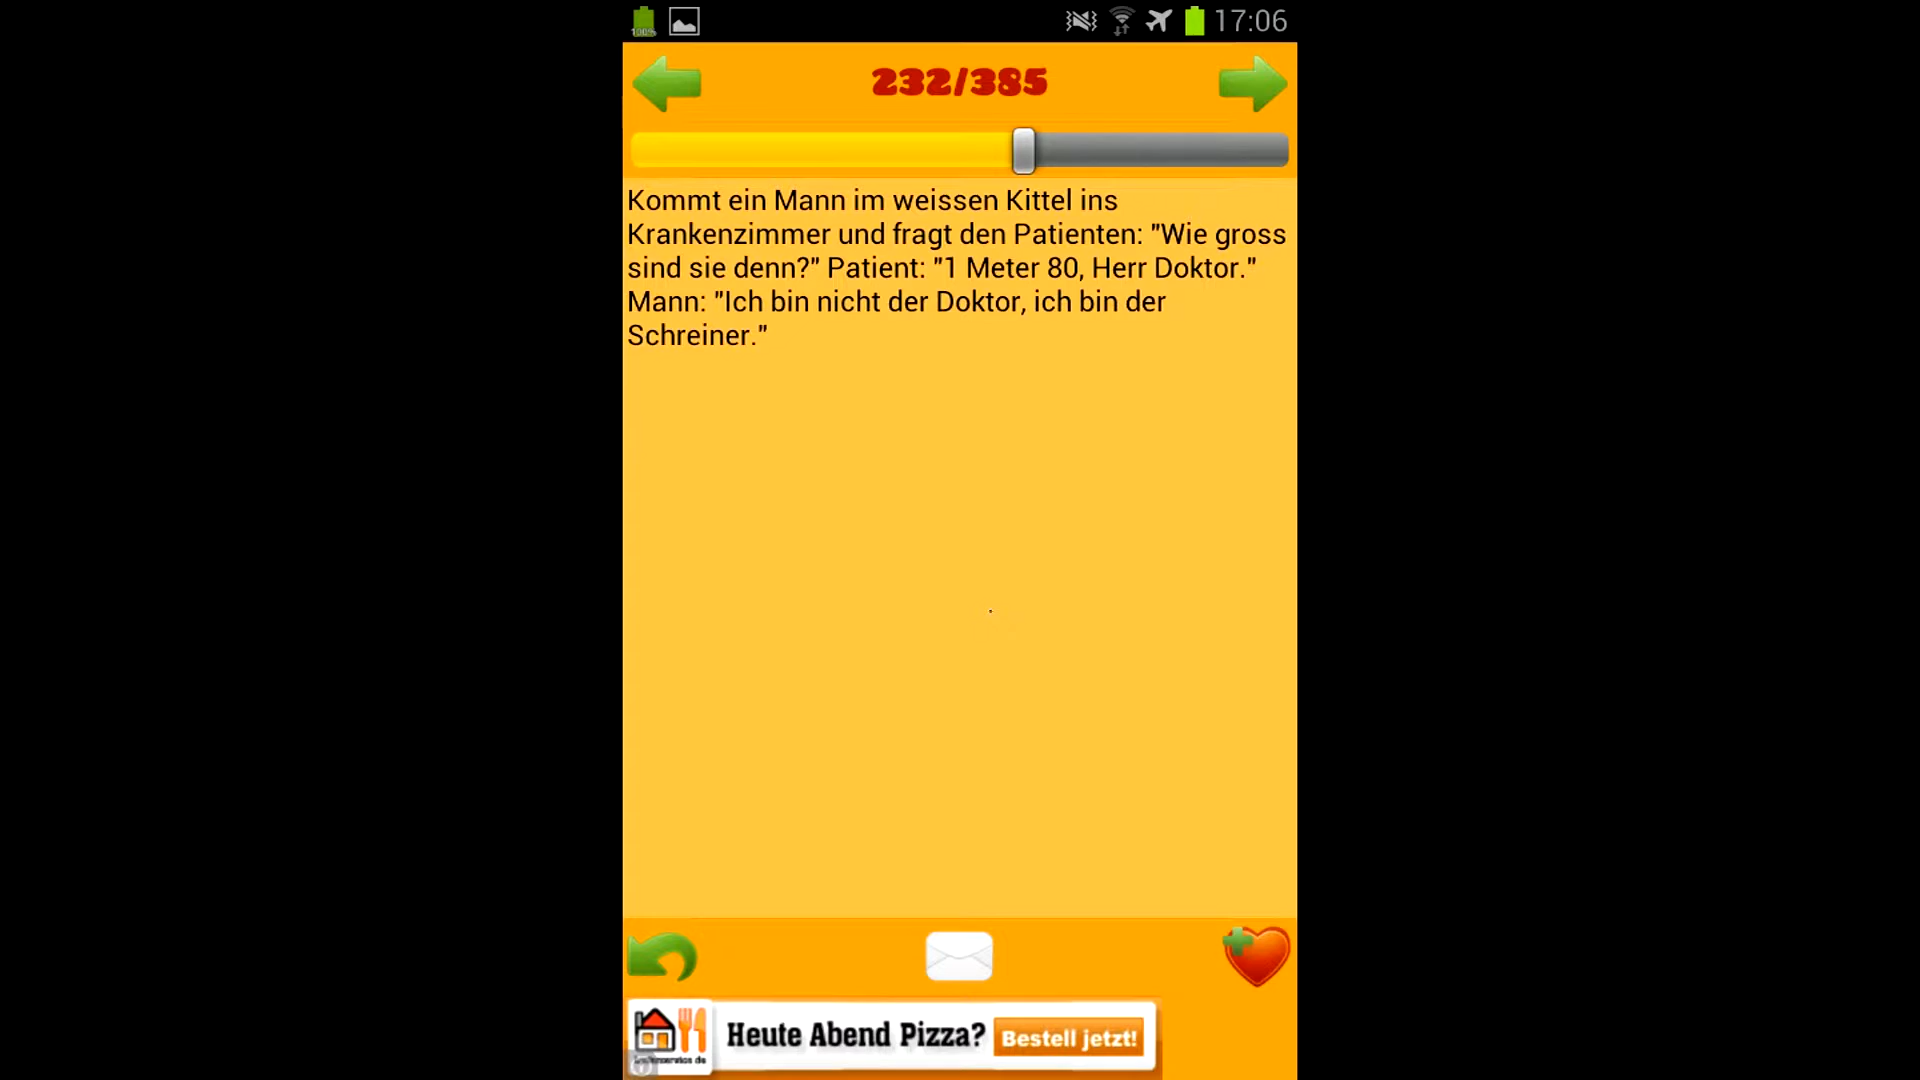 100%
17:06
232/385
Kommt ein Mann im weissen Kittel ins
Krankenzimmer und fragt den Patienten: "Wie gross
sind sie denn?" Patient: "1 Meter 80, Herr Doktor."
Mann: "Ich bin nicht der Doktor, ich bin der
Schreiner."
Heute Abend Pizza? Bestell jetzt!